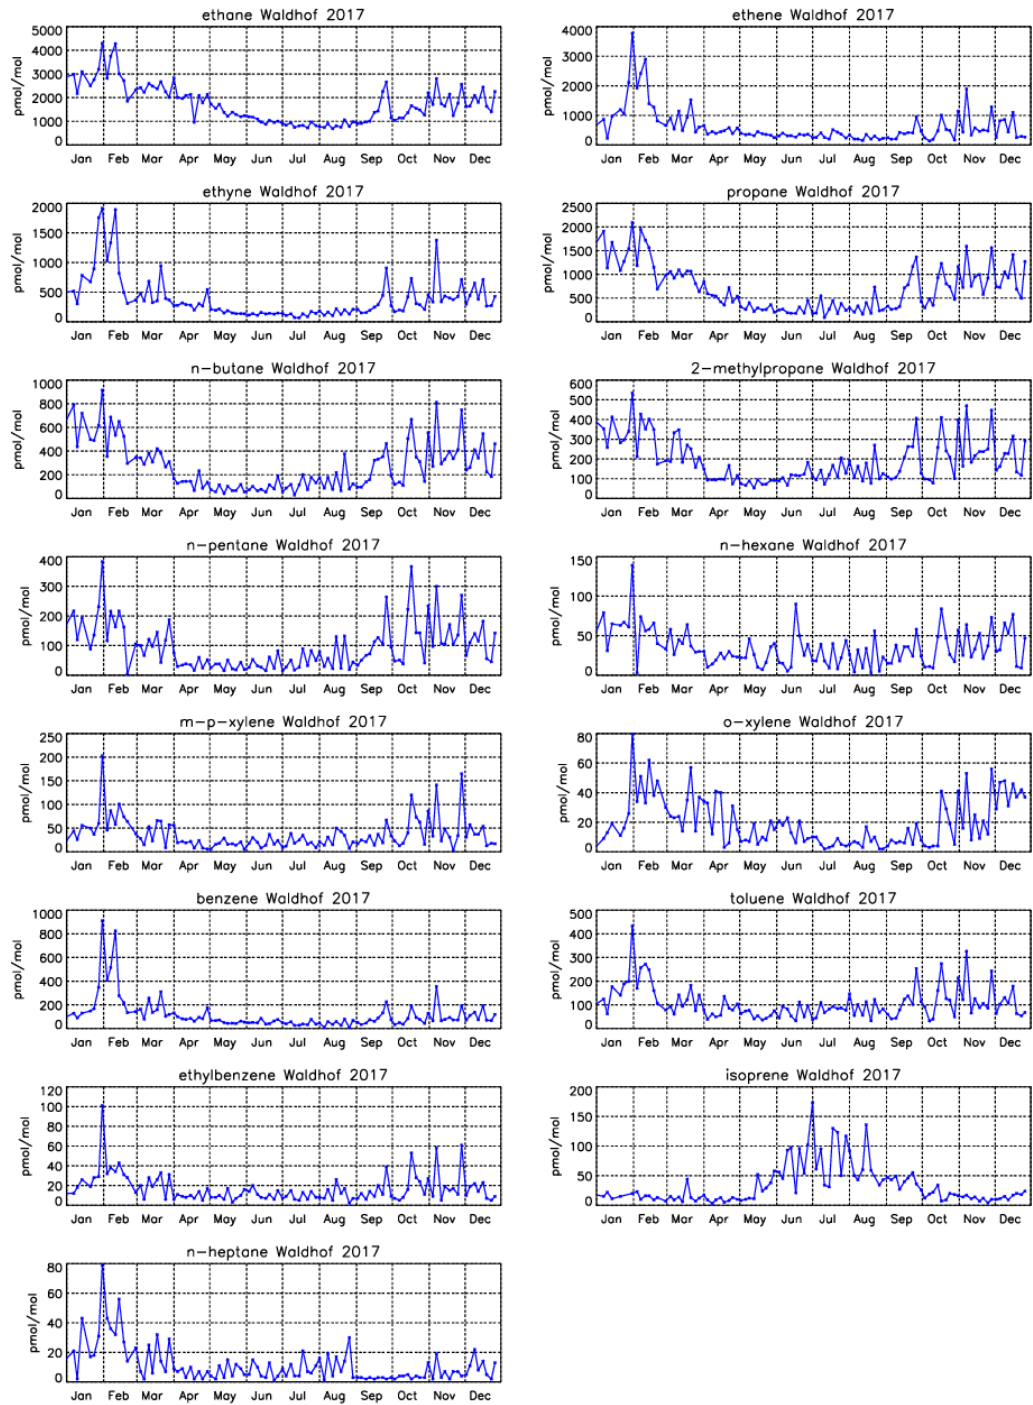 ethane Waldhof 2017
pmol/mol
5000
4000
3000
2000
1000
0
Jan Feb Mar Apr May Jun Jul Aug Sep Oct Nov Dec
ethene Waldhof 2017
pmol/mol
4000
3000
2000
1000
0
Jan Feb Mar Apr May Jun Jul Aug Sep Oct Nov Dec
ethyne Waldhof 2017
pmol/mol
2000
1500
1000
500
0
Jan Feb Mar Apr May Jun Jul Aug Sep Oct Nov Dec
propane Waldhof 2017
pmol/mol
2500
2000
1500
1000
500
0
Jan Feb Mar Apr May Jun Jul Aug Sep Oct Nov Dec
n-butane Waldhof 2017
pmol/mol
1000
800
600
400
200
0
Jan Feb Mar Apr May Jun Jul Aug Sep Oct Nov Dec
2-methylpropane Waldhof 2017
pmol/mol
600
500
400
300
200
100
0
Jan Feb Mar Apr May Jun Jul Aug Sep Oct Nov Dec
n-pentane Waldhof 2017
pmol/mol
400
300
200
100
0
Jan Feb Mar Apr May Jun Jul Aug Sep Oct Nov Dec
n-hexane Waldhof 2017
pmol/mol
150
100
50
0
Jan Feb Mar Apr May Jun Jul Aug Sep Oct Nov Dec
m-p-xylene Waldhof 2017
pmol/mol
250
200
150
100
50
0
Jan Feb Mar Apr May Jun Jul Aug Sep Oct Nov Dec
o-xylene Waldhof 2017
pmol/mol
80
60
40
20
0
Jan Feb Mar Apr May Jun Jul Aug Sep Oct Nov Dec
benzene Waldhof 2017
pmol/mol
1000
800
600
400
200
0
Jan Feb Mar Apr May Jun Jul Aug Sep Oct Nov Dec
toluene Waldhof 2017
pmol/mol
500
400
300
200
100
0
Jan Feb Mar Apr May Jun Jul Aug Sep Oct Nov Dec
ethylbenzene Waldhof 2017
pmol/mol
120
100
80
60
40
20
0
Jan Feb Mar Apr May Jun Jul Aug Sep Oct Nov Dec
isoprene Waldhof 2017
pmol/mol
200
150
100
50
0
Jan Feb Mar Apr May Jun Jul Aug Sep Oct Nov Dec
n-heptane Waldhof 2017
pmol/mol
80
60
40
20
0
Jan Feb Mar Apr May Jun Jul Aug Sep Oct Nov Dec